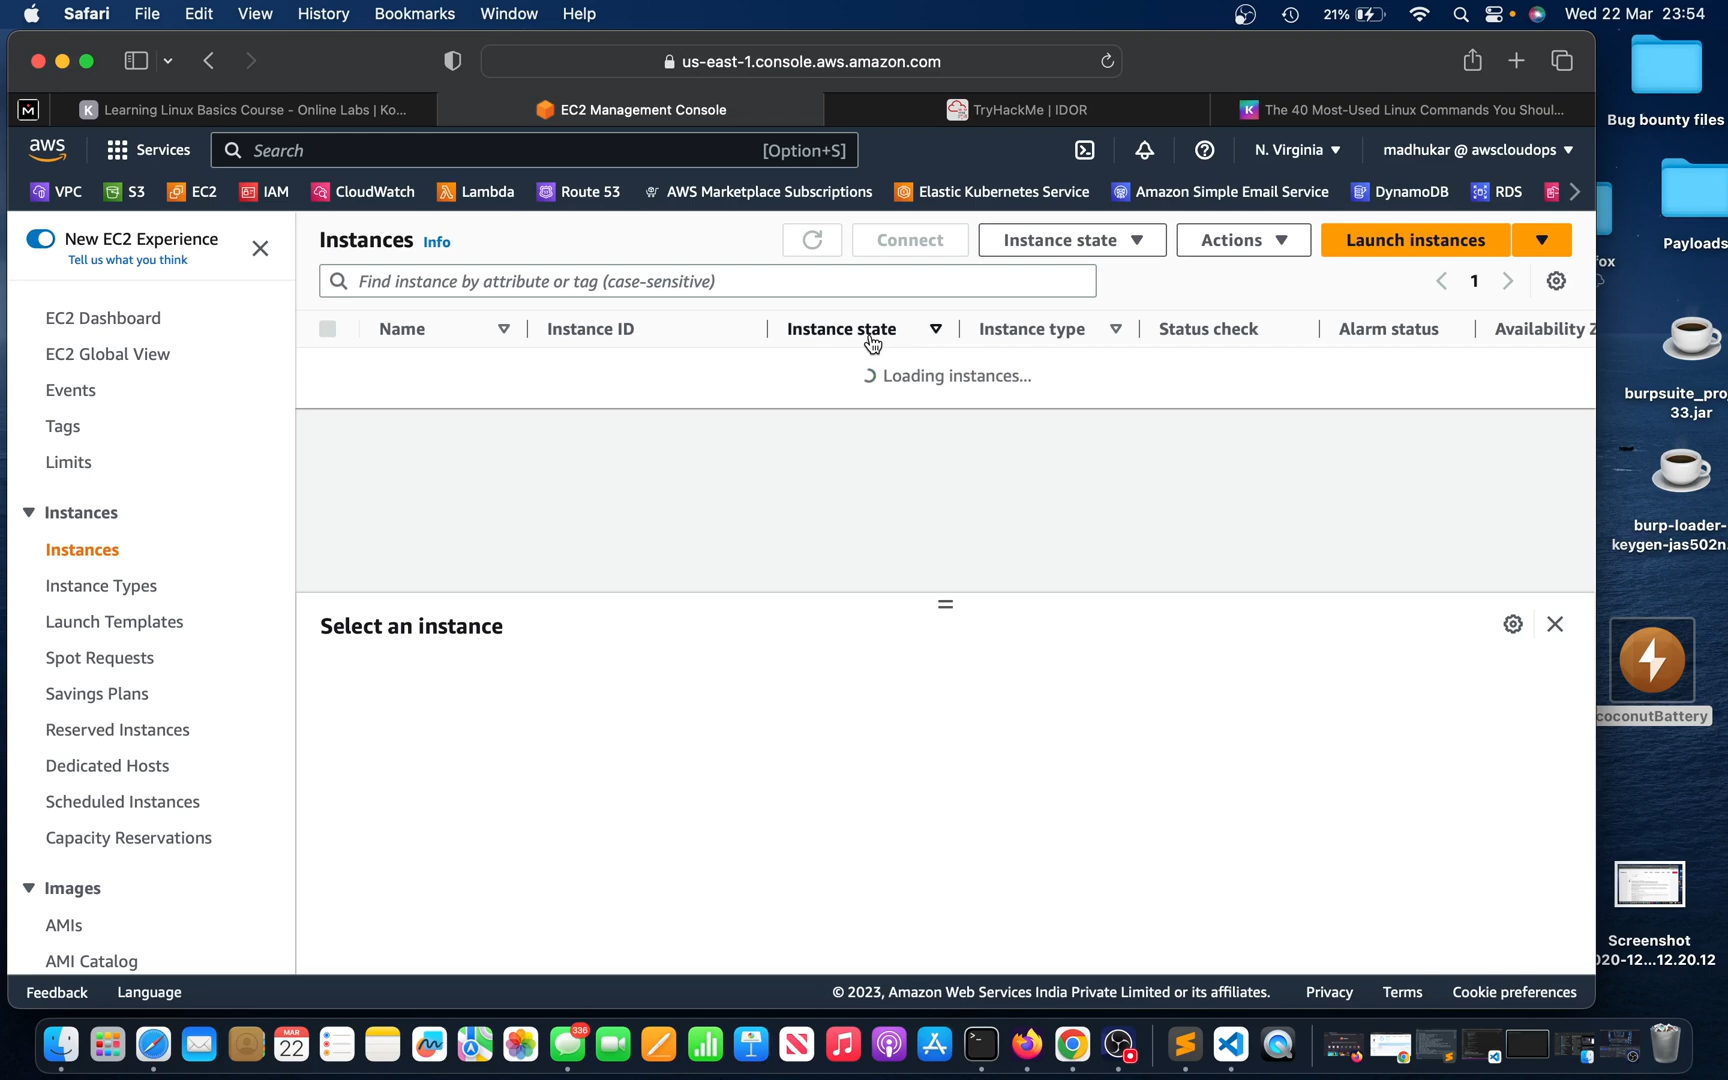 Safari File Edit View History Bookmarks Window Help 21% Wed 22 Mar 23:54
us-east-1.console.aws.amazon.com
Learning Linux Basics Course - Online Labs | Ko... EC2 Management Console TryHackMe | IDOR The 40 Most-Used Linux Commands You Shoul...
aws Services Search [Option+S] N. Virginia madhukar @ awscloudops
VPC S3 EC2 IAM CloudWatch Lambda Route 53 AWS Marketplace Subscriptions Elastic Kubernetes Service Amazon Simple Email Service DynamoDB RDS
New EC2 Experience
Tell us what you think
EC2 Dashboard
EC2 Global View
Events
Tags
Limits
Instances
Instances
Instance Types
Launch Templates
Spot Requests
Savings Plans
Reserved Instances
Dedicated Hosts
Scheduled Instances
Capacity Reservations
Images
AMIs
AMI Catalog
Instances Info Connect Instance state Actions Launch instances
Find instance by attribute or tag (case-sensitive) 1
Name Instance ID Instance state Instance type Status check Alarm status Availability Z
Loading instances...
Select an instance
Feedback Language © 2023, Amazon Web Services India Private Limited or its affiliates. Privacy Terms Cookie preferences
Bug bounty files
Payloads
fox
burpsuite_pro
33.jar
burp-loader-
keygen-jas502n.
coconutBattery
Screenshot
020-12...12.20.12
MAR
22
336